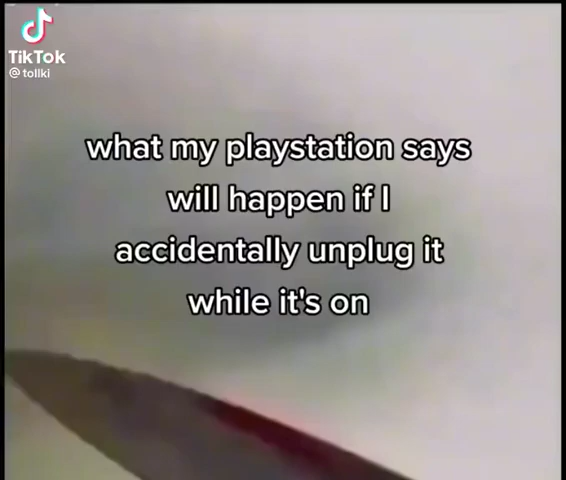 TikTok
@tollki
what my playstation says
will happen if I
accidentally unplug it
while it's on